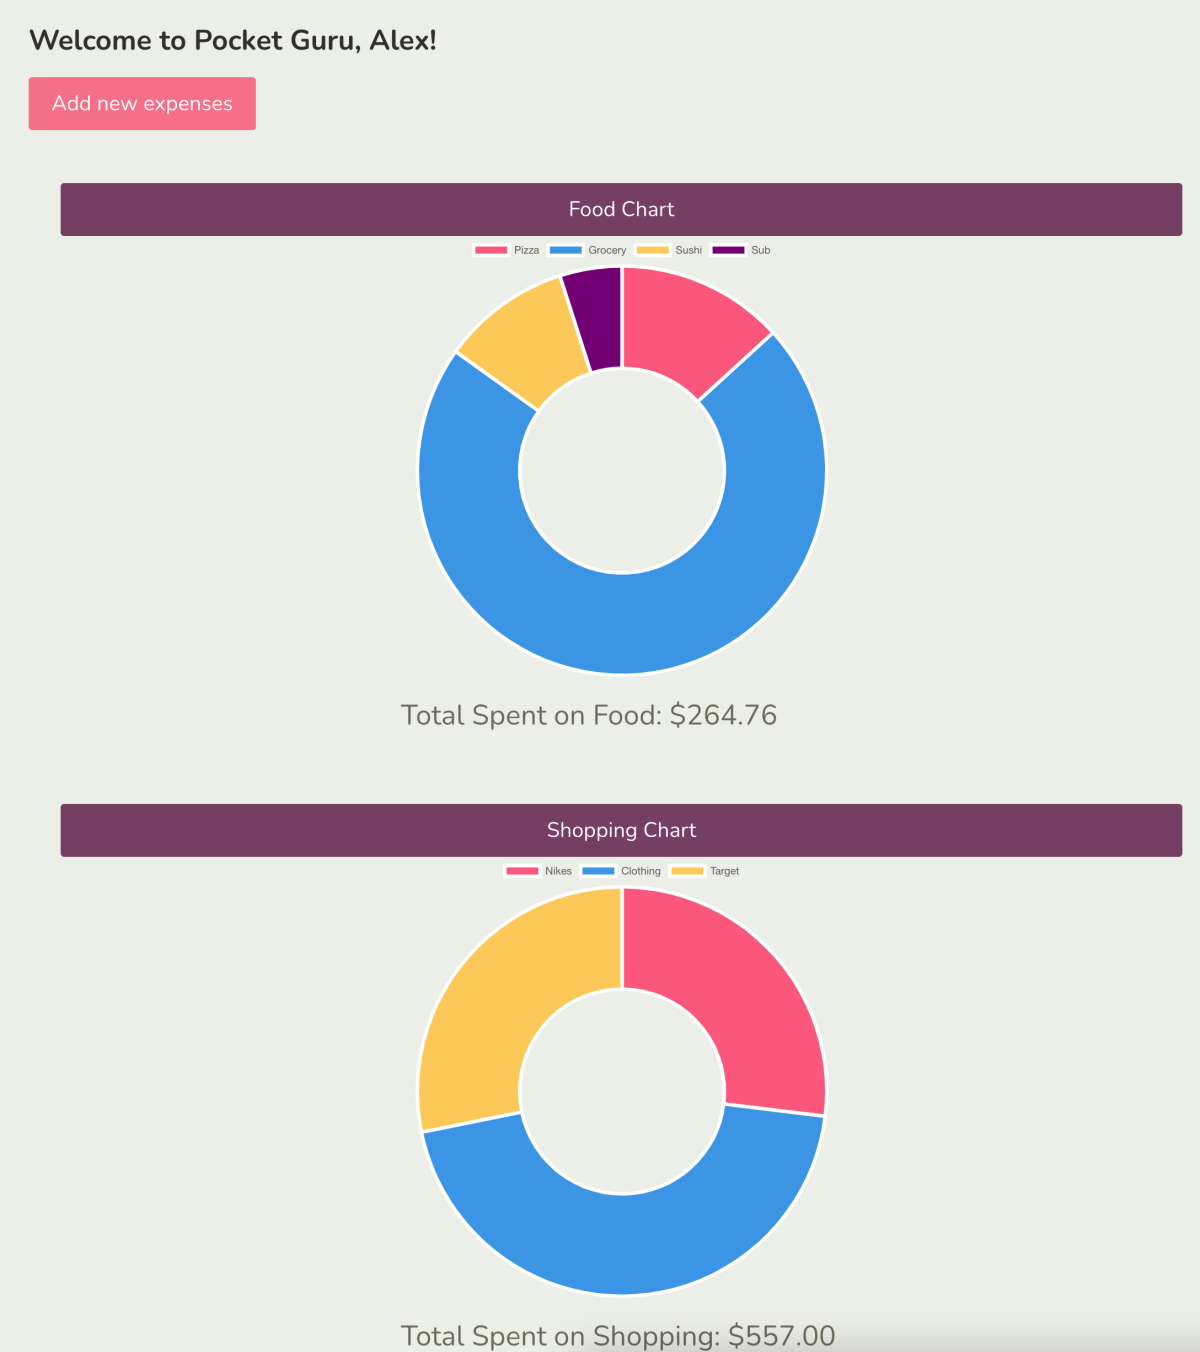 Welcome to Pocket Guru, Alex!
Add new expenses
Food Chart
Pizza Grocery Sushi Sub
Total Spent on Food: $264.76
Shopping Chart
Nikes Clothing Target
Total Spent on Shopping: $557.00